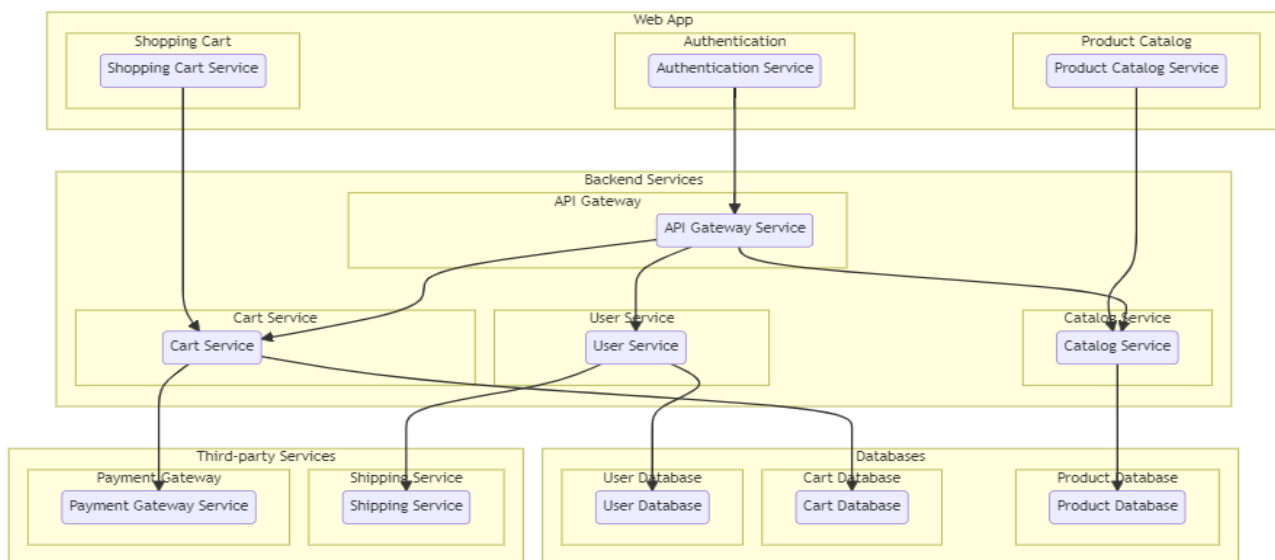 Web App
Shopping Cart
Authentication
Product Catalog
Shopping Cart Service
Authentication Service
Product Catalog Service
Backend Services
API Gateway
API Gateway Service
Cart Service
User Service
Catalog Service
Cart Service
User Service
Catalog Service
Third-party Services
Databases
Payment Gateway
Shipping Service
User Database
Cart Database
Product Database
Payment Gateway Service
Shipping Service
User Database
Cart Database
Product Database